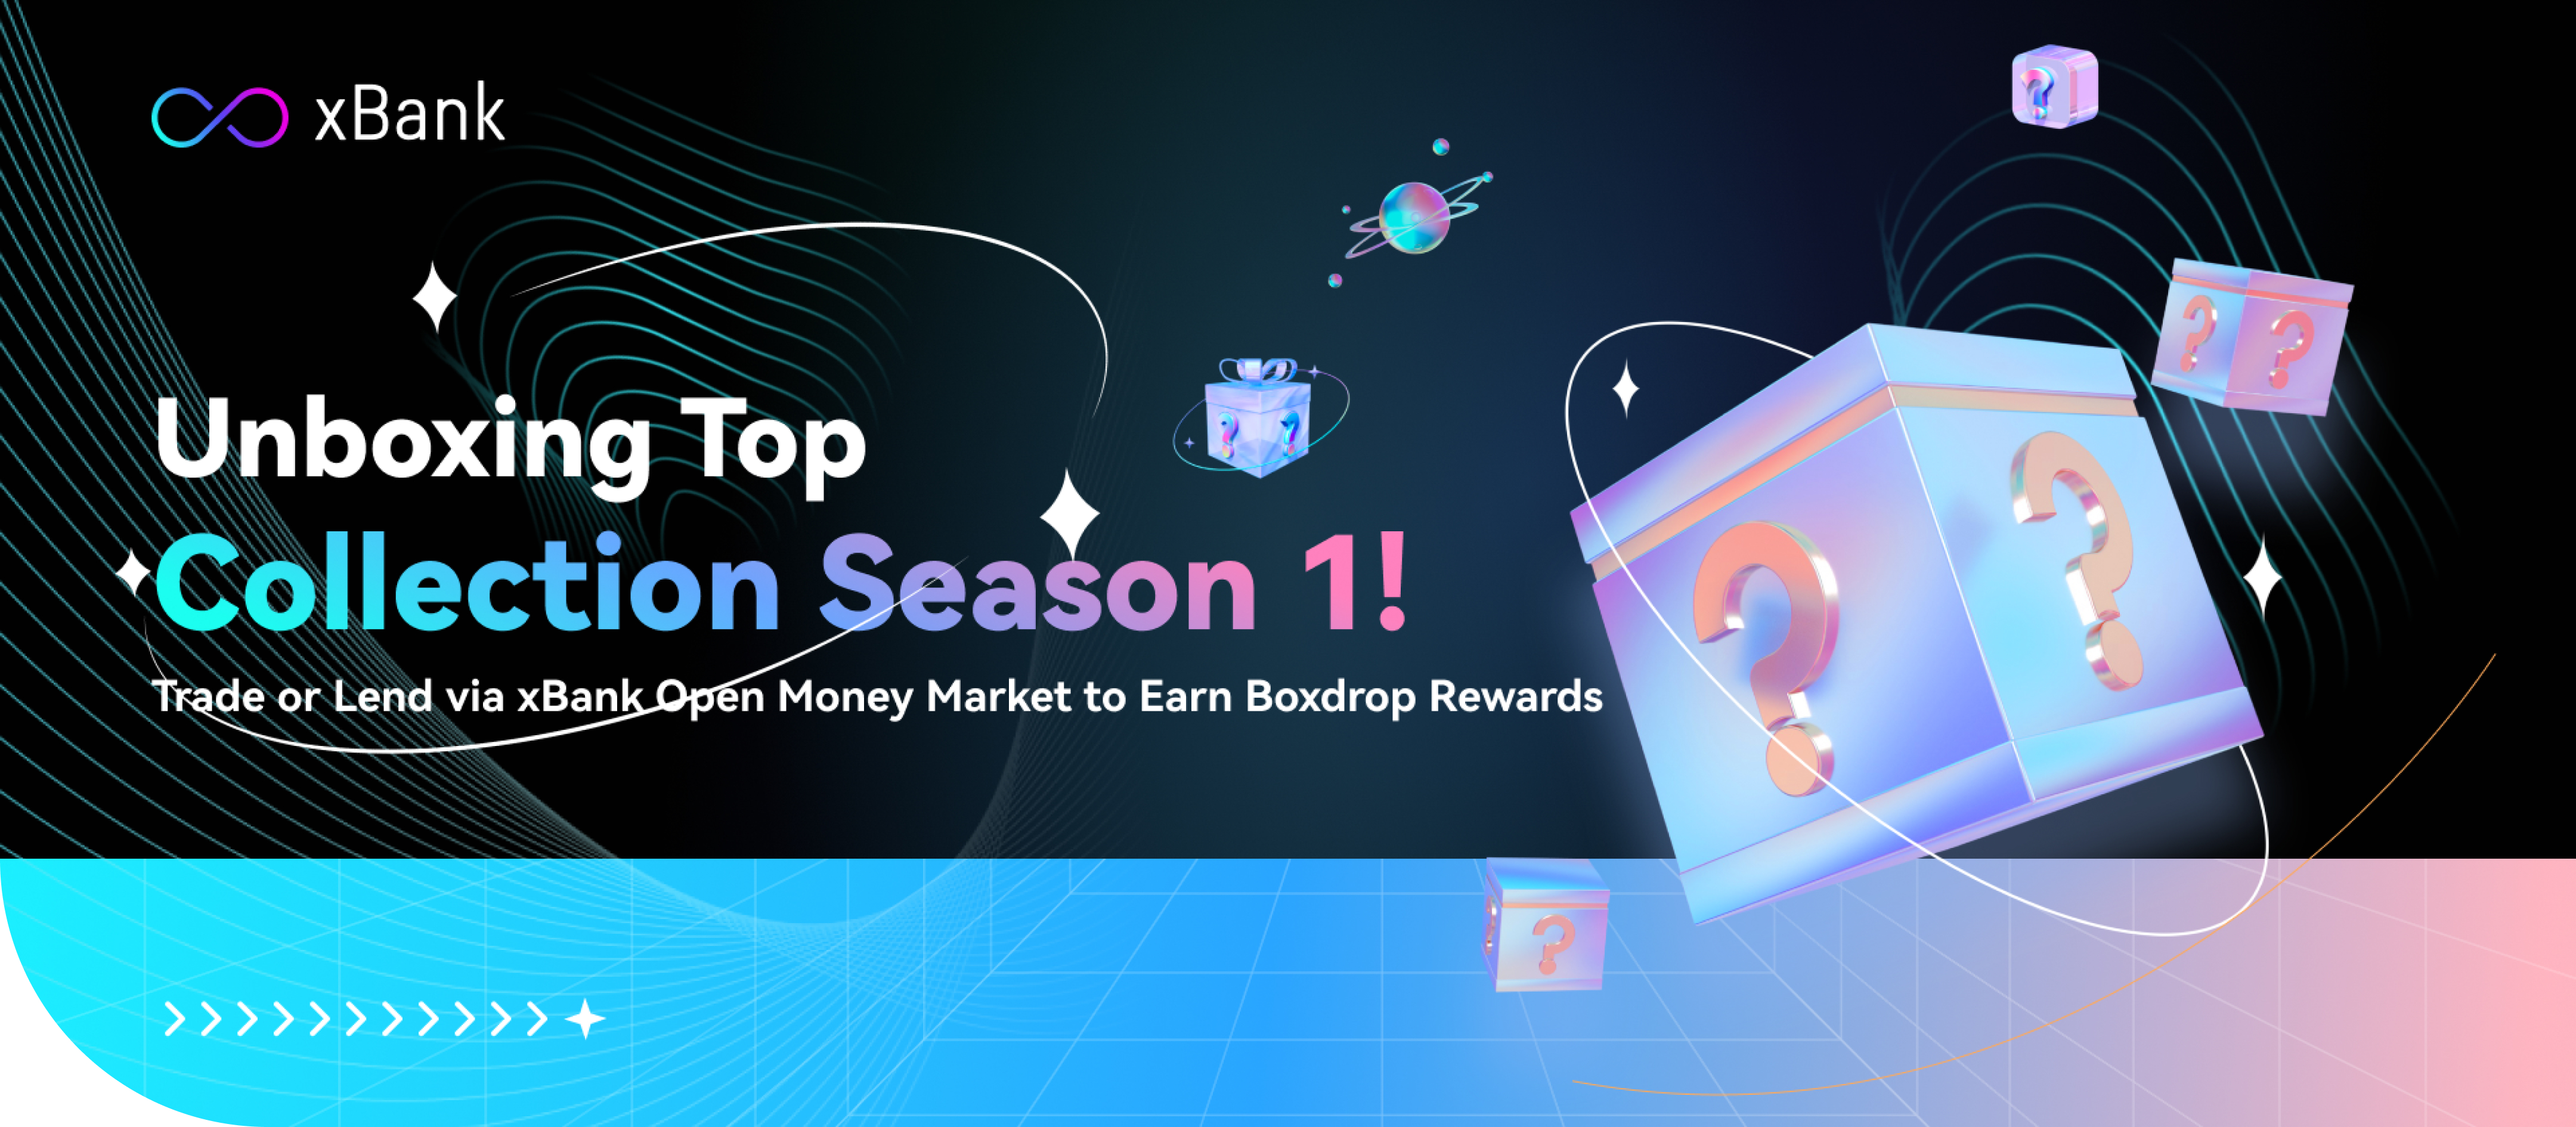 xBank
Unboxing Top
Collection Season 1!
Trade or Lend via xBank Open Money Market to Earn Boxdrop Rewards
? ?
? ?
?
? ?
? ?